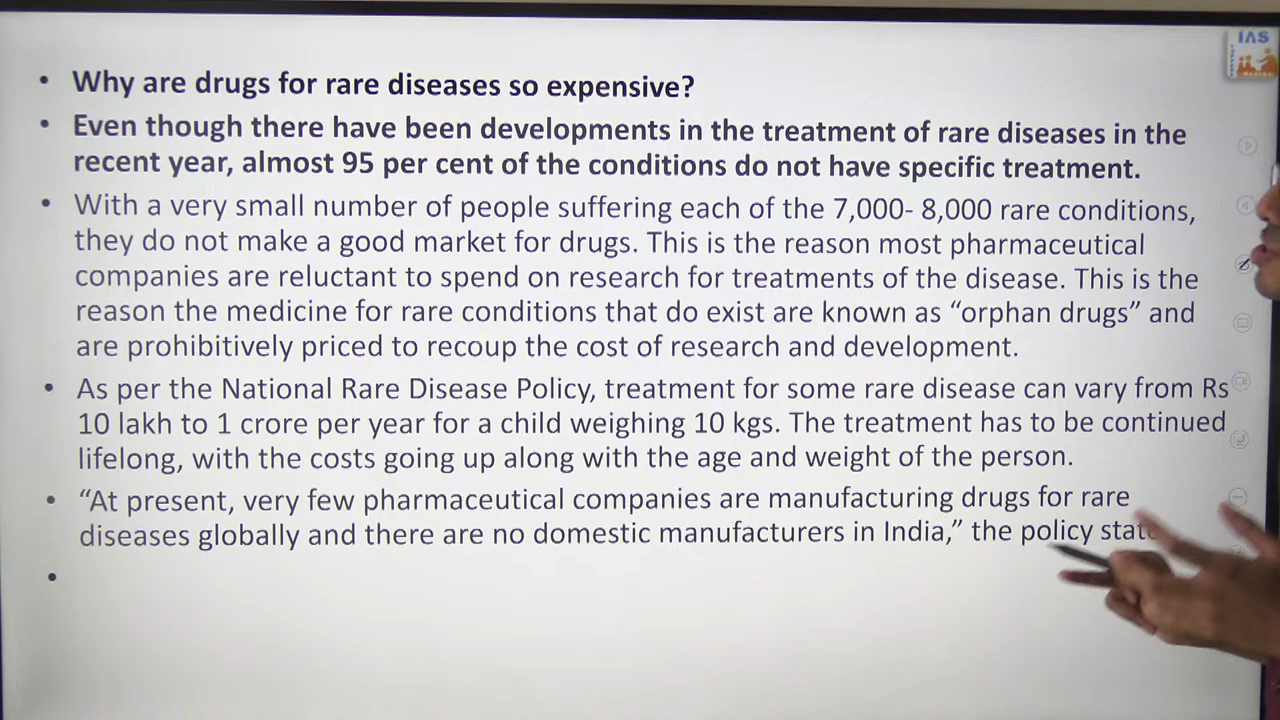 IAS
• Why are drugs for rare diseases so expensive?
• Even though there have been developments in the treatment of rare diseases in the
recent year, almost 95 per cent of the conditions do not have specific treatment.
• With a very small number of people suffering each of the 7,000- 8,000 rare conditions,
they do not make a good market for drugs. This is the reason most pharmaceutical
companies are reluctant to spend on research for treatments of the disease. This is the
reason the medicine for rare conditions that do exist are known as “orphan drugs” and
are prohibitively priced to recoup the cost of research and development.
• As per the National Rare Disease Policy, treatment for some rare disease can vary from Rs
10 lakh to 1 crore per year for a child weighing 10 kgs. The treatment has to be continued
lifelong, with the costs going up along with the age and weight of the person.
• “At present, very few pharmaceutical companies are manufacturing drugs for rare
diseases globally and there are no domestic manufacturers in India,” the policy
•